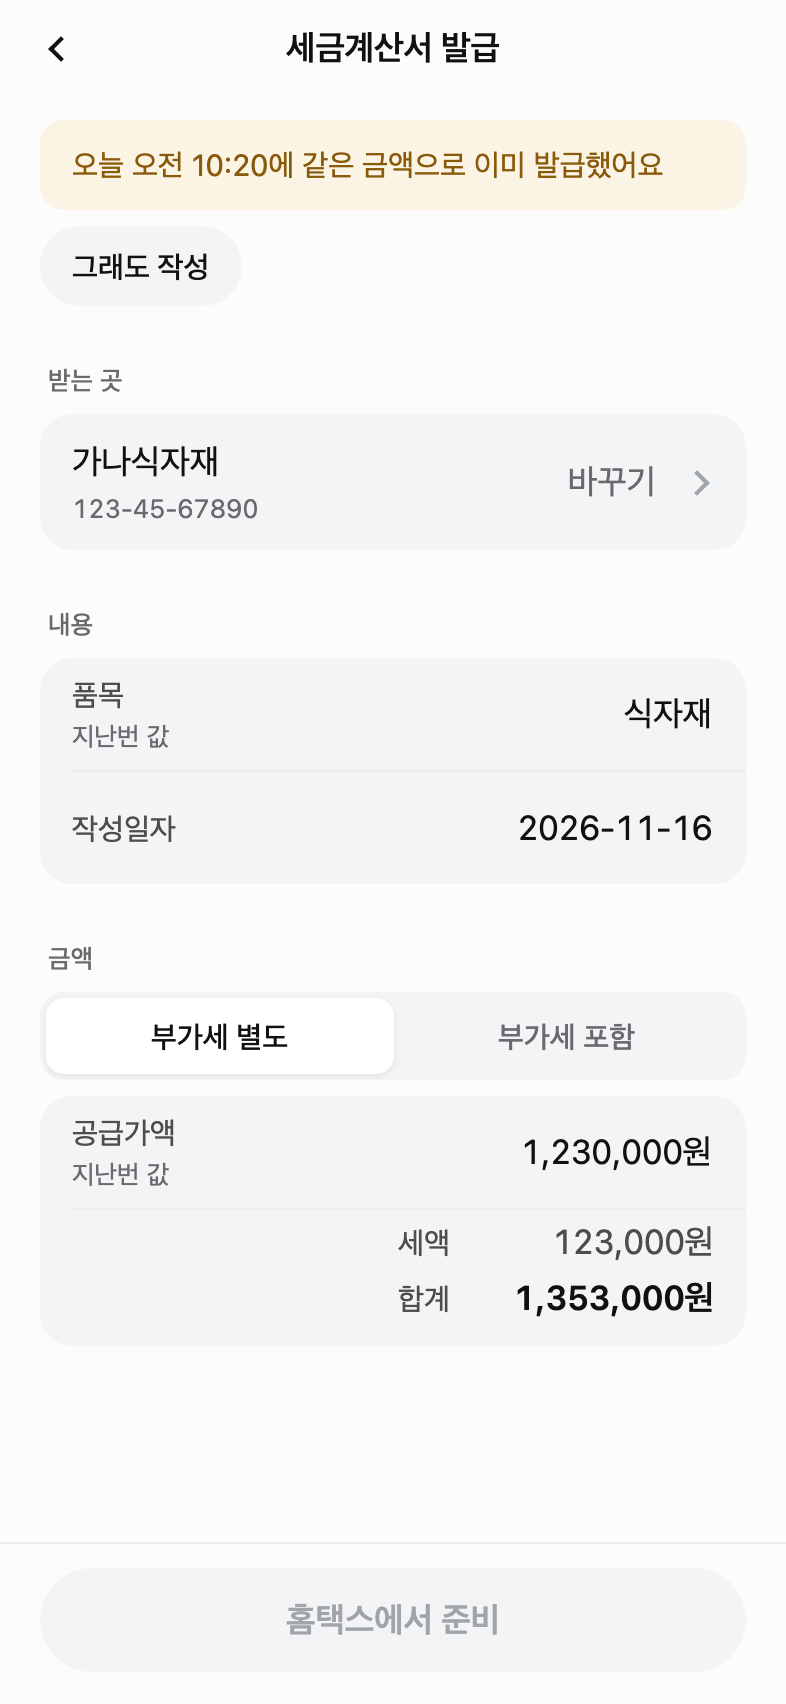 세금계산서 발급
오늘 오전 10:20에 같은 금액으로 이미 발급했어요
그래도 작성
받는 곳
가나식자재
123-45-67890
바꾸기
내용
품목
지난번 값
식자재
작성일자
2026-11-16
금액
부가세 별도
부가세 포함
공급가액
지난번 값
1,230,000원
세액
123,000원
합계
1,353,000원
홈택스에서 준비